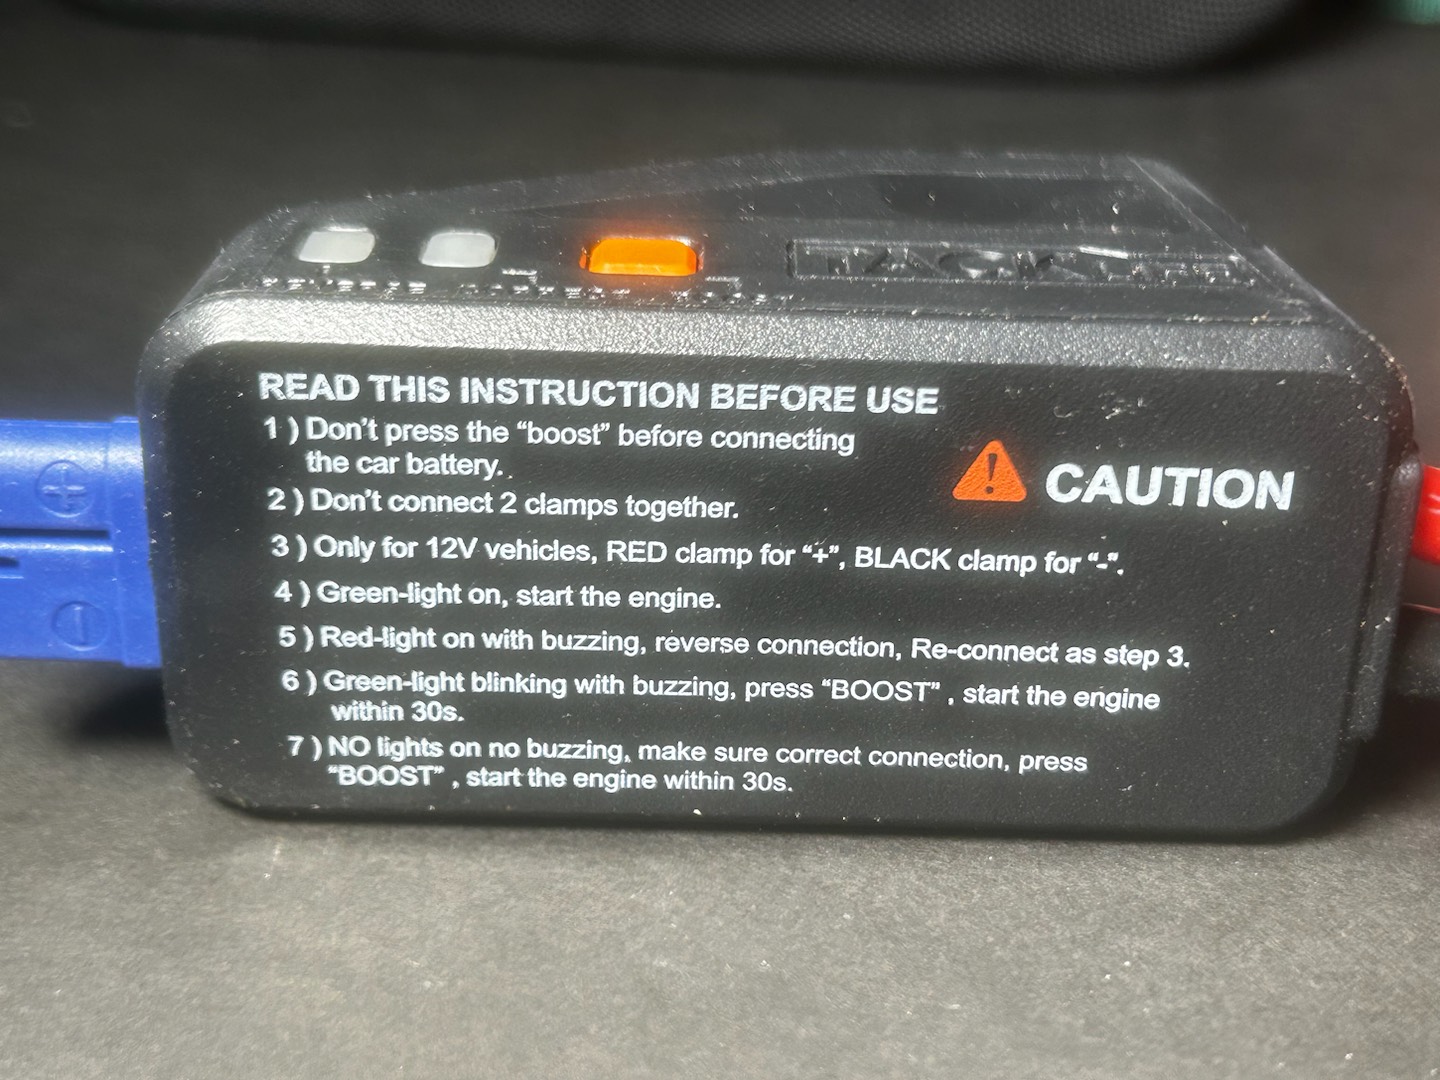 REVERSE CORRECT BOOST
TACKLIFE
READ THIS INSTRUCTION BEFORE USE
1 ) Don't press the “boost” before connecting
the car battery.
CAUTION
2 ) Don't connect 2 clamps together.
3 ) Only for 12V vehicles, RED clamp for “+”, BLACK clamp for “-”.
4 ) Green-light on, start the engine.
5 ) Red-light on with buzzing, reverse connection, Re-connect as step 3.
6 ) Green-light blinking with buzzing, press “BOOST” , start the engine
within 30s.
7 ) NO lights on no buzzing, make sure correct connection, press
“BOOST” , start the engine within 30s.